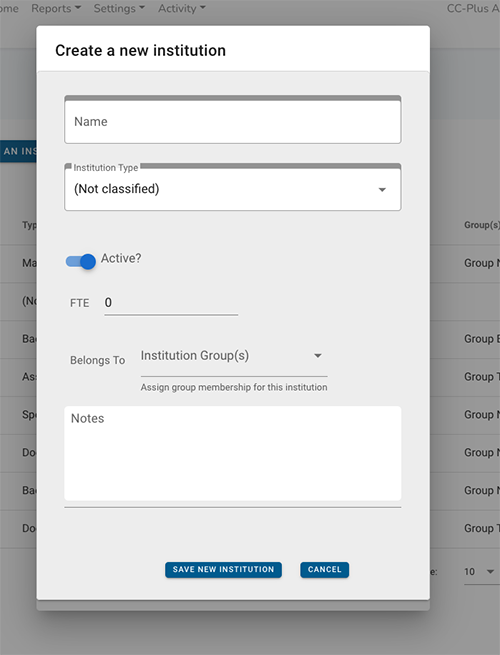 ome Reports Settings Activity CC-Plus A
Create a new institution
Name
AN INS
Institution Type
(Not classified)
Typ Group(s)
Active?
Ma Group N
FTE 0
(No
Ba Group E
Belongs To Institution Group(s)
Assign group membership for this institution
Ass Group T
Notes
Spe Group N
Do Group N
Ba Group N
Do Group T
SAVE NEW INSTITUTION CANCEL
e: 10